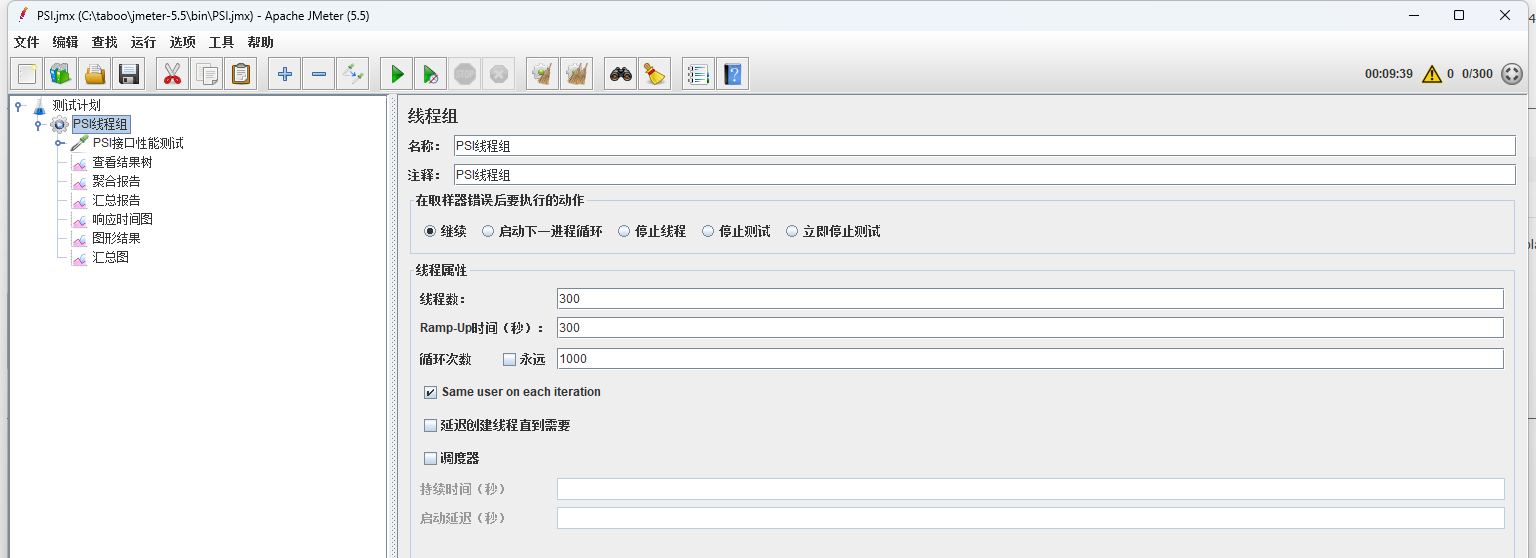 PSI.jmx (C:\taboo\jmeter-5.5\bin\PSI.jmx) - Apache JMeter (5.5)
文件 编辑 查找 运行 选项 工具 帮助
STOP
00:09:39 0 0/300
测试计划
PSI线程组
PSI接口性能测试
查看结果树
聚合报告
汇总报告
响应时间图
图形结果
汇总图
线程组
名称: PSI线程组
注释: PSI线程组
在取样器错误后要执行的动作
继续 启动下一进程循环 停止线程 停止测试 立即停止测试
线程属性
线程数: 300
Ramp-Up时间(秒): 300
循环次数 永远 1000
Same user on each iteration
延迟创建线程直到需要
调度器
持续时间(秒)
启动延迟(秒)